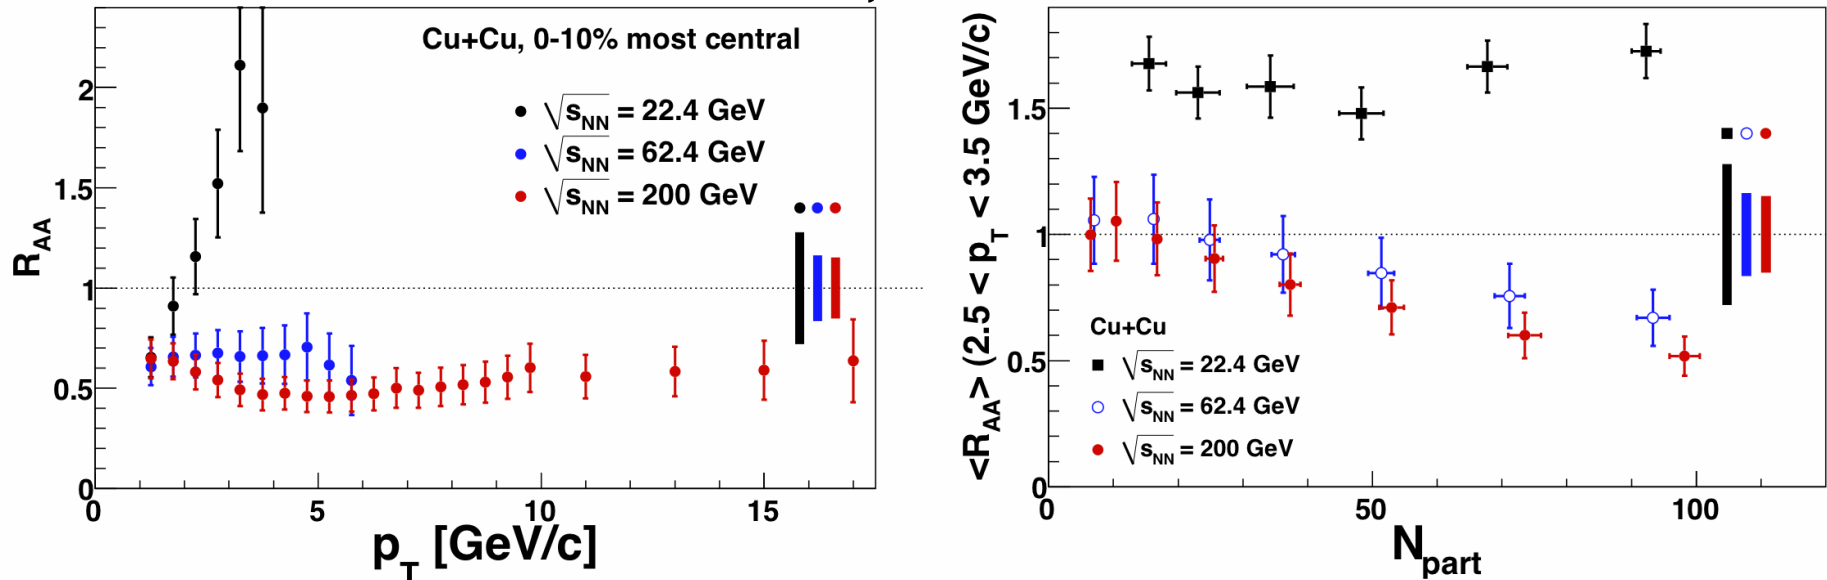 Cu+Cu, 0-10% most central
√sNN = 22.4 GeV
√sNN = 62.4 GeV
√sNN = 200 GeV
RAA
2
1.5
1
0.5
0
0
5
10
15
pT [GeV/c]
<RAA> (2.5 < pT < 3.5 GeV/c)
1.5
1
0.5
0
Cu+Cu
√sNN = 22.4 GeV
√sNN = 62.4 GeV
√sNN = 200 GeV
0
50
100
Npart